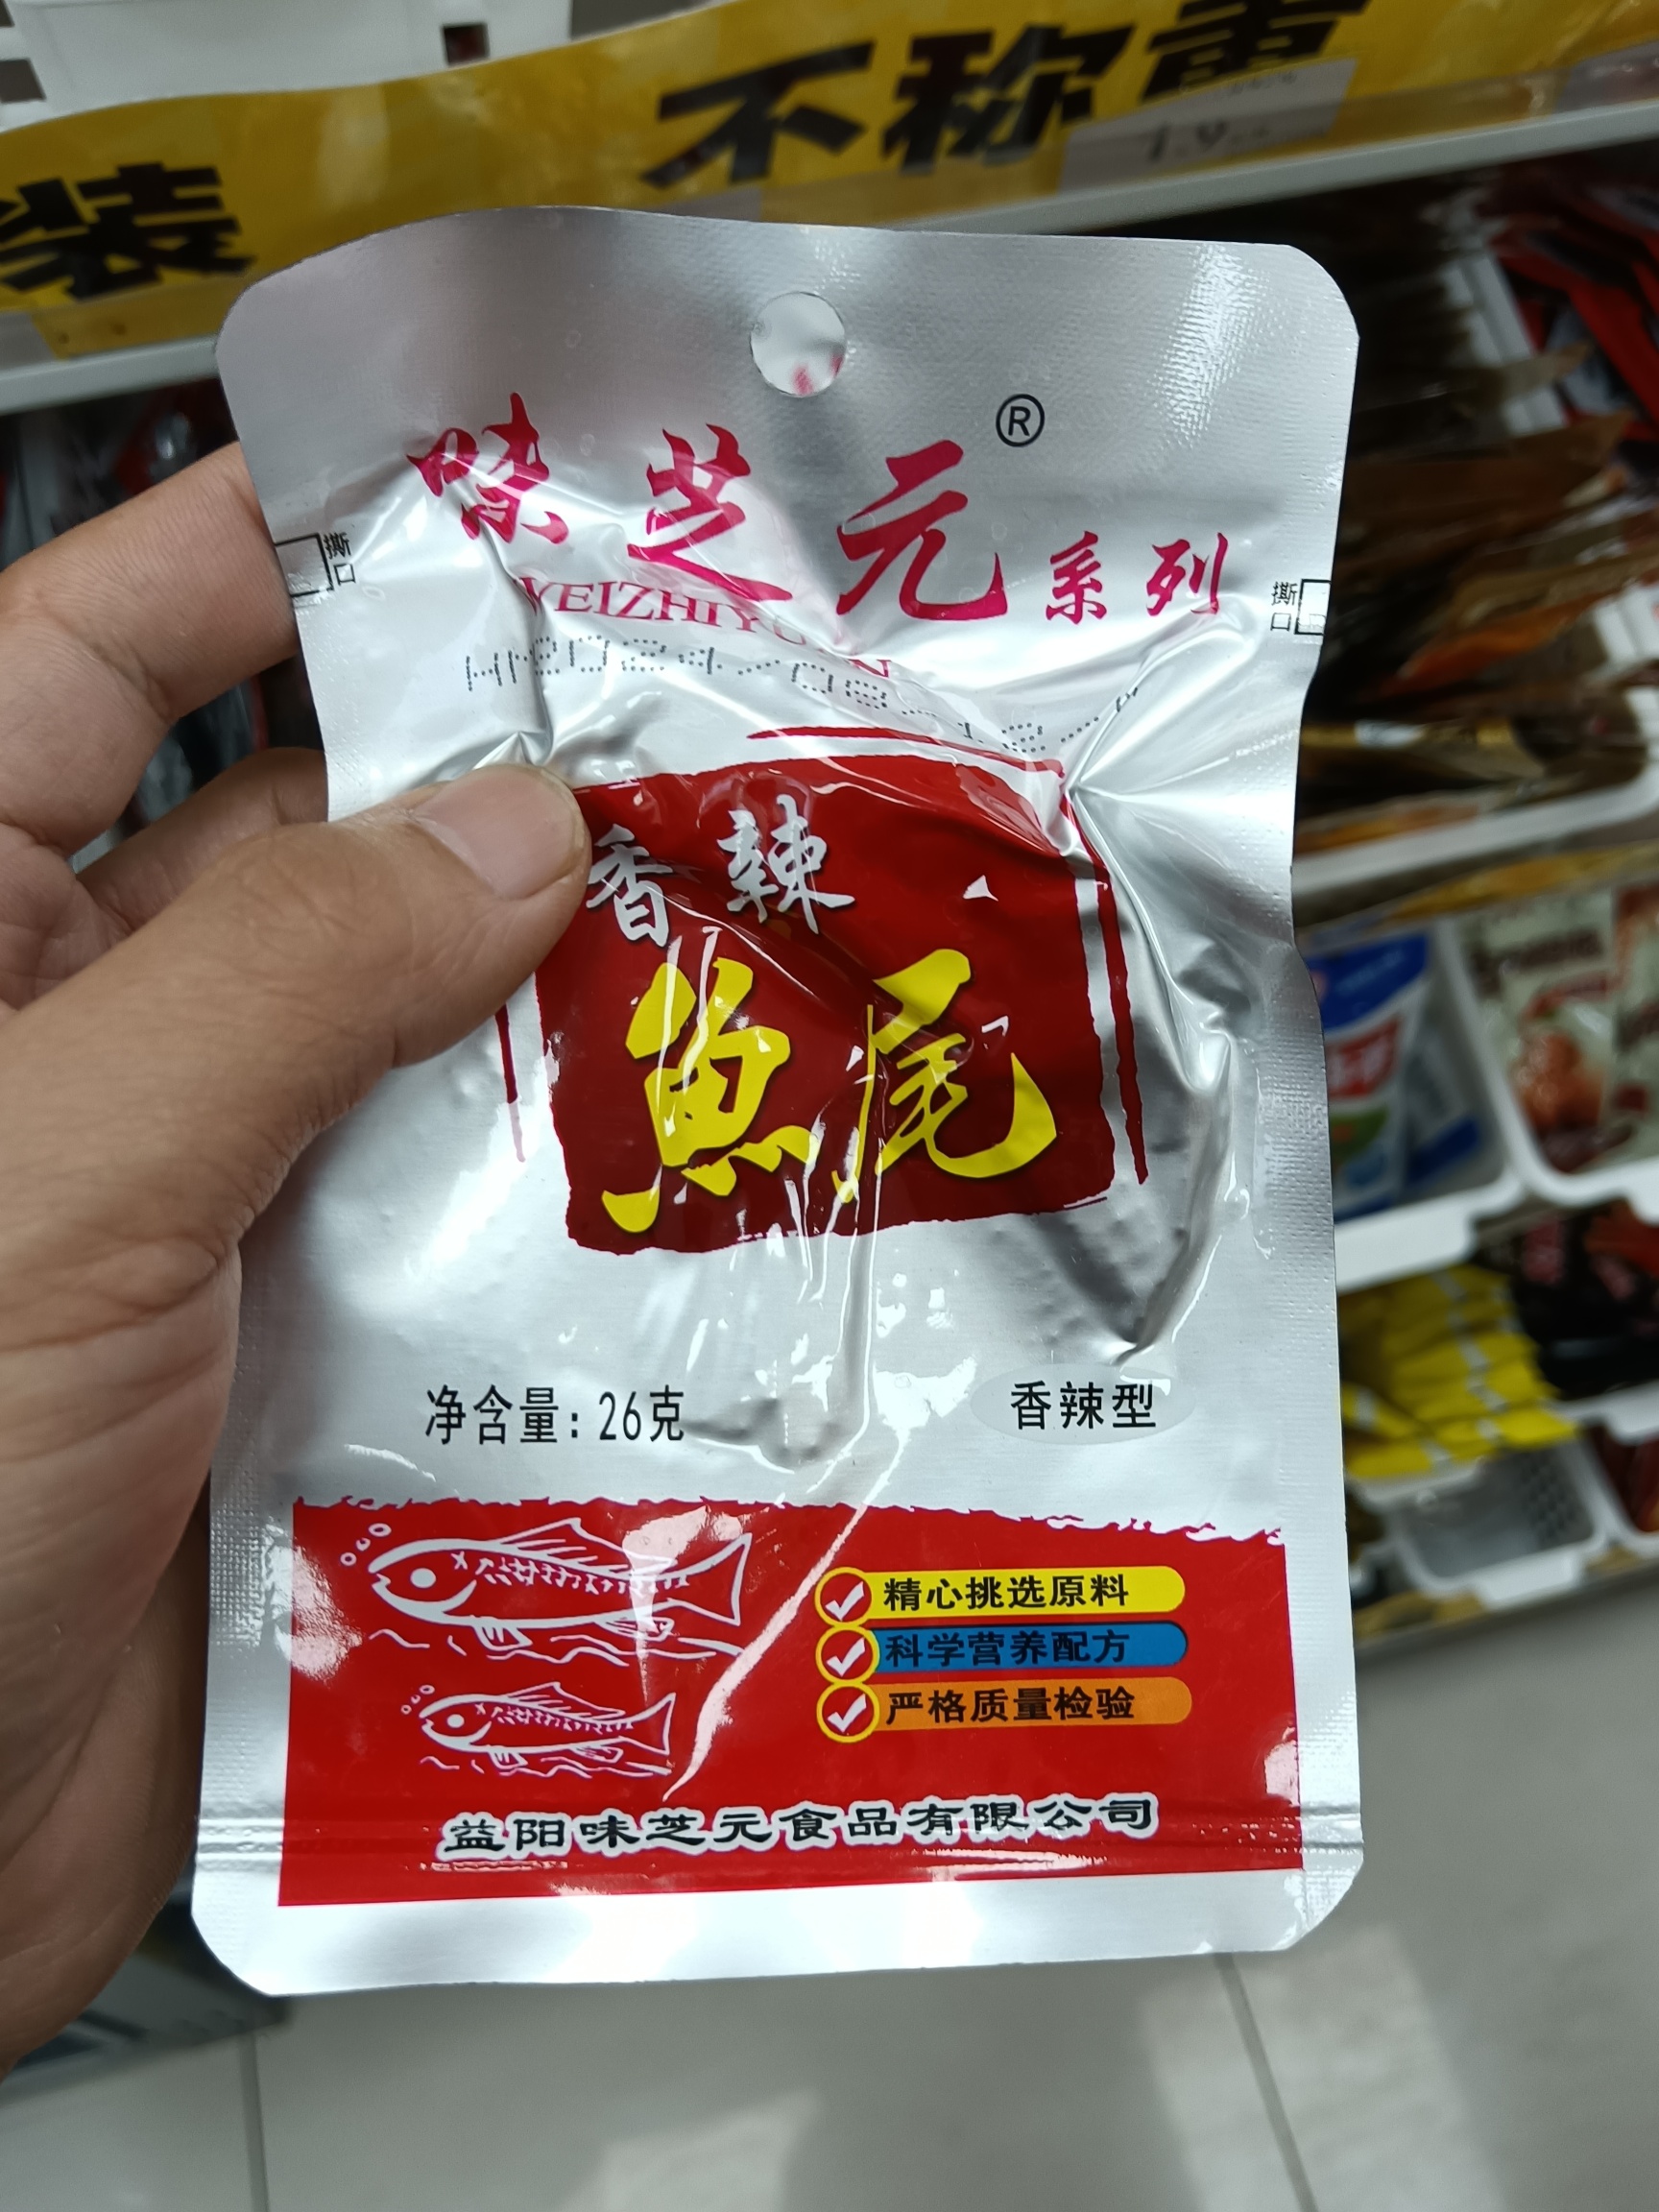 装 不称重
味芝元® 系列
WEIZHIYUAN
撕口
撕口
香辣
鱼尾
净含量：26克
香辣型
精心挑选原料
科学营养配方
严格质量检验
益阳味芝元食品有限公司